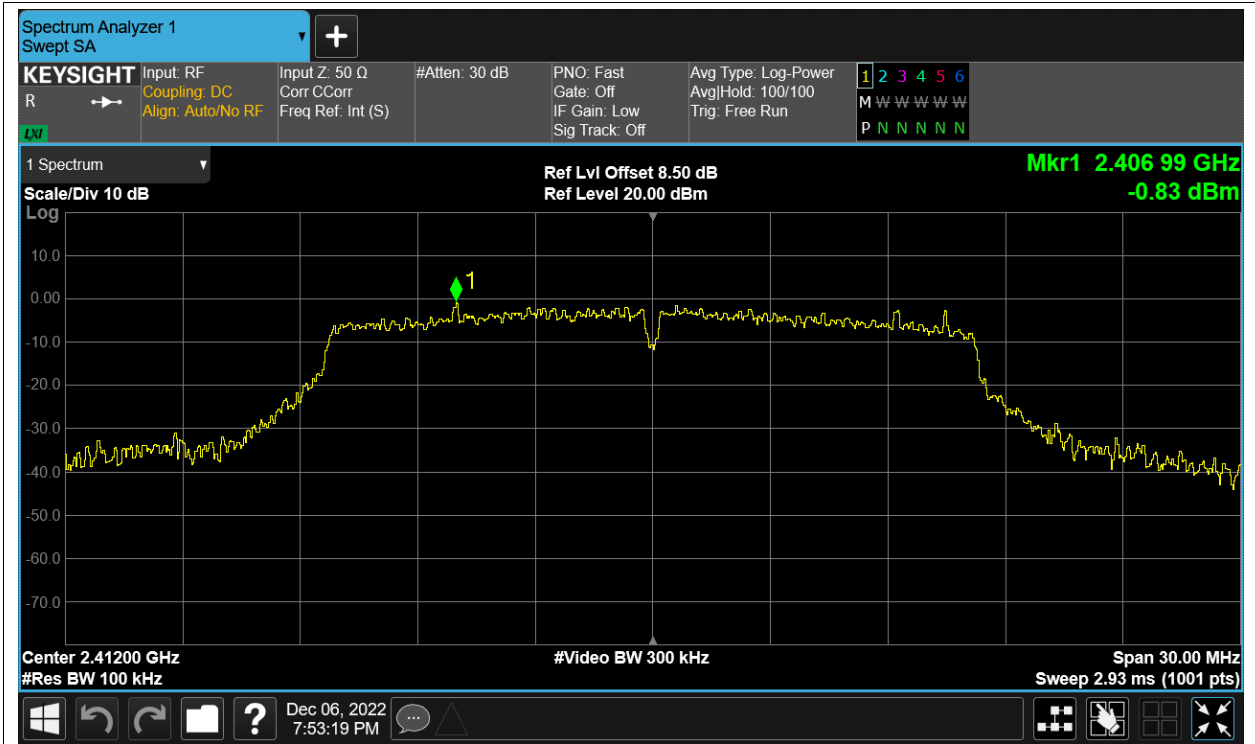 Spectrum Analyzer 1
Swept SA
KEYSIGHT
R
LXI
Input: RF
Coupling: DC
Align: Auto/No RF
Input Z: 50 Ω
Corr CCorr
Freq Ref: Int (S)
#Atten: 30 dB
PNO: Fast
Gate: Off
IF Gain: Low
Sig Track: Off
Avg Type: Log-Power
Avg|Hold: 100/100
Trig: Free Run
1 2 3 4 5 6
M W W W W W
P N N N N N
1 Spectrum
Scale/Div 10 dB
Log
Ref Lvl Offset 8.50 dB
Ref Level 20.00 dBm
Mkr1 2.406 99 GHz
-0.83 dBm
10.0
0.00
-10.0
-20.0
-30.0
-40.0
-50.0
-60.0
-70.0
1
Center 2.41200 GHz
#Res BW 100 kHz
#Video BW 300 kHz
Span 30.00 MHz
Sweep 2.93 ms (1001 pts)
?
Dec 06, 2022
7:53:19 PM